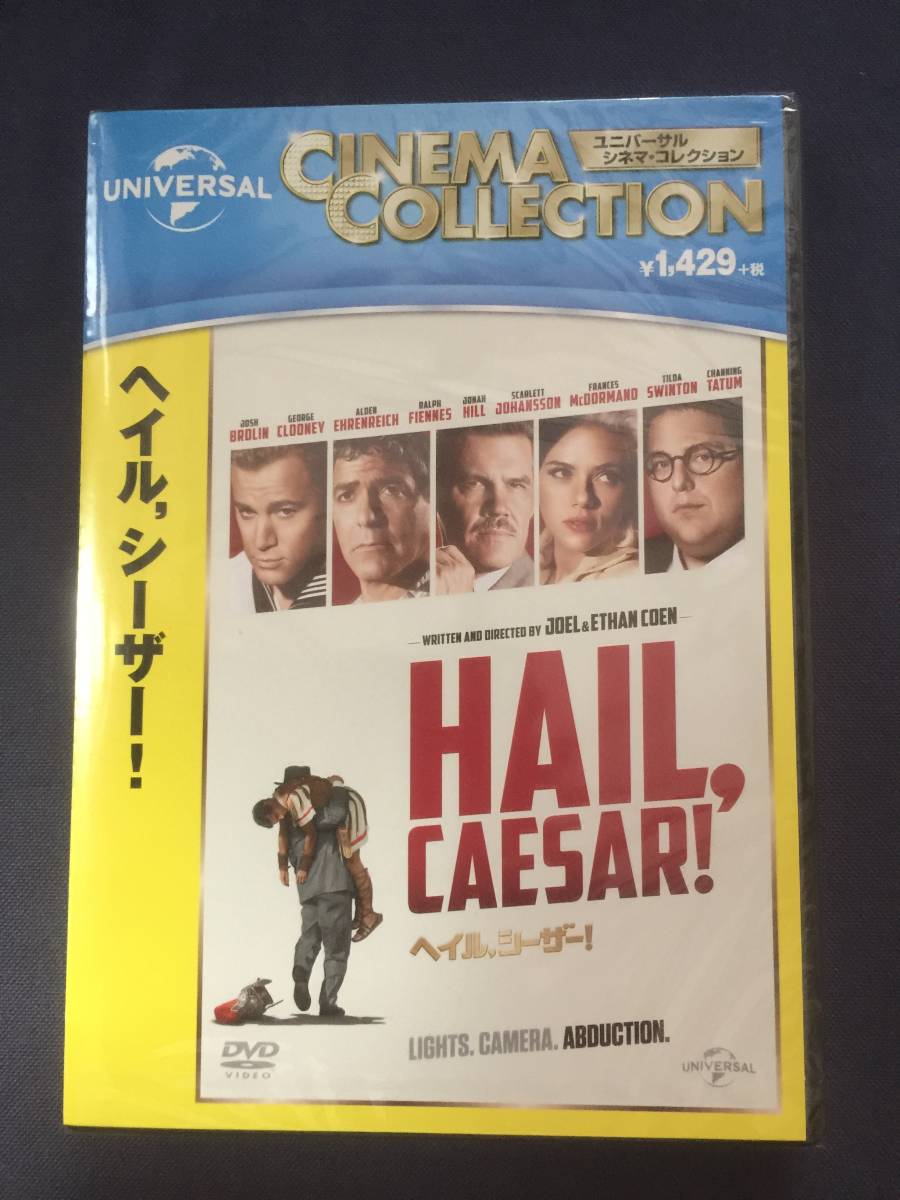 UNIVERSAL
CINEMA
COLLECTION
ユニバーサル
シネマ・コレクション
¥1,429+税
ヘイル,シーザー!
JOSH BROLIN
GEORGE CLOONEY
ALDEN EHRENREICH
RALPH FIENNES
JONAH HILL
SCARLETT JOHANSSON
FRANCES McDORMAND
TILDA SWINTON
CHANNING TATUM
WRITTEN AND DIRECTED BY JOEL & ETHAN COEN
HAIL,
CAESAR!
ヘイル,シーザー!
LIGHTS. CAMERA. ABDUCTION.
DVD
VIDEO
UNIVERSAL